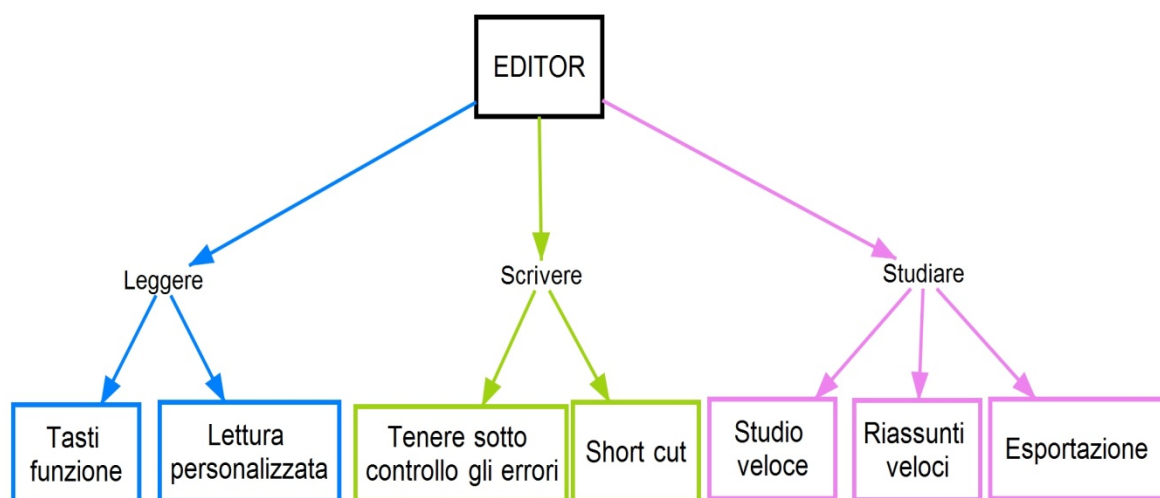 EDITOR
Leggere
Scrivere
Studiare
Tasti
funzione
Lettura
personalizzata
Tenere sotto
controllo gli errori
Short cut
Studio
veloce
Riassunti
veloci
Esportazione